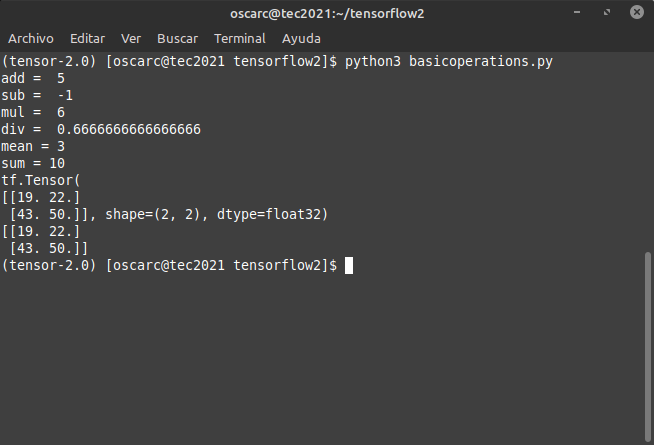 oscarc@tec2021:~/tensorflow2
Archivo Editar Ver Buscar Terminal Ayuda
(tensor-2.0) [oscarc@tec2021 tensorflow2]$ python3 basicoperations.py
add =  5
sub =  -1
mul =  6
div =  0.6666666666666666
mean = 3
sum = 10
tf.Tensor(
[[19. 22.]
 [43. 50.]], shape=(2, 2), dtype=float32)
[[19. 22.]
 [43. 50.]]
(tensor-2.0) [oscarc@tec2021 tensorflow2]$